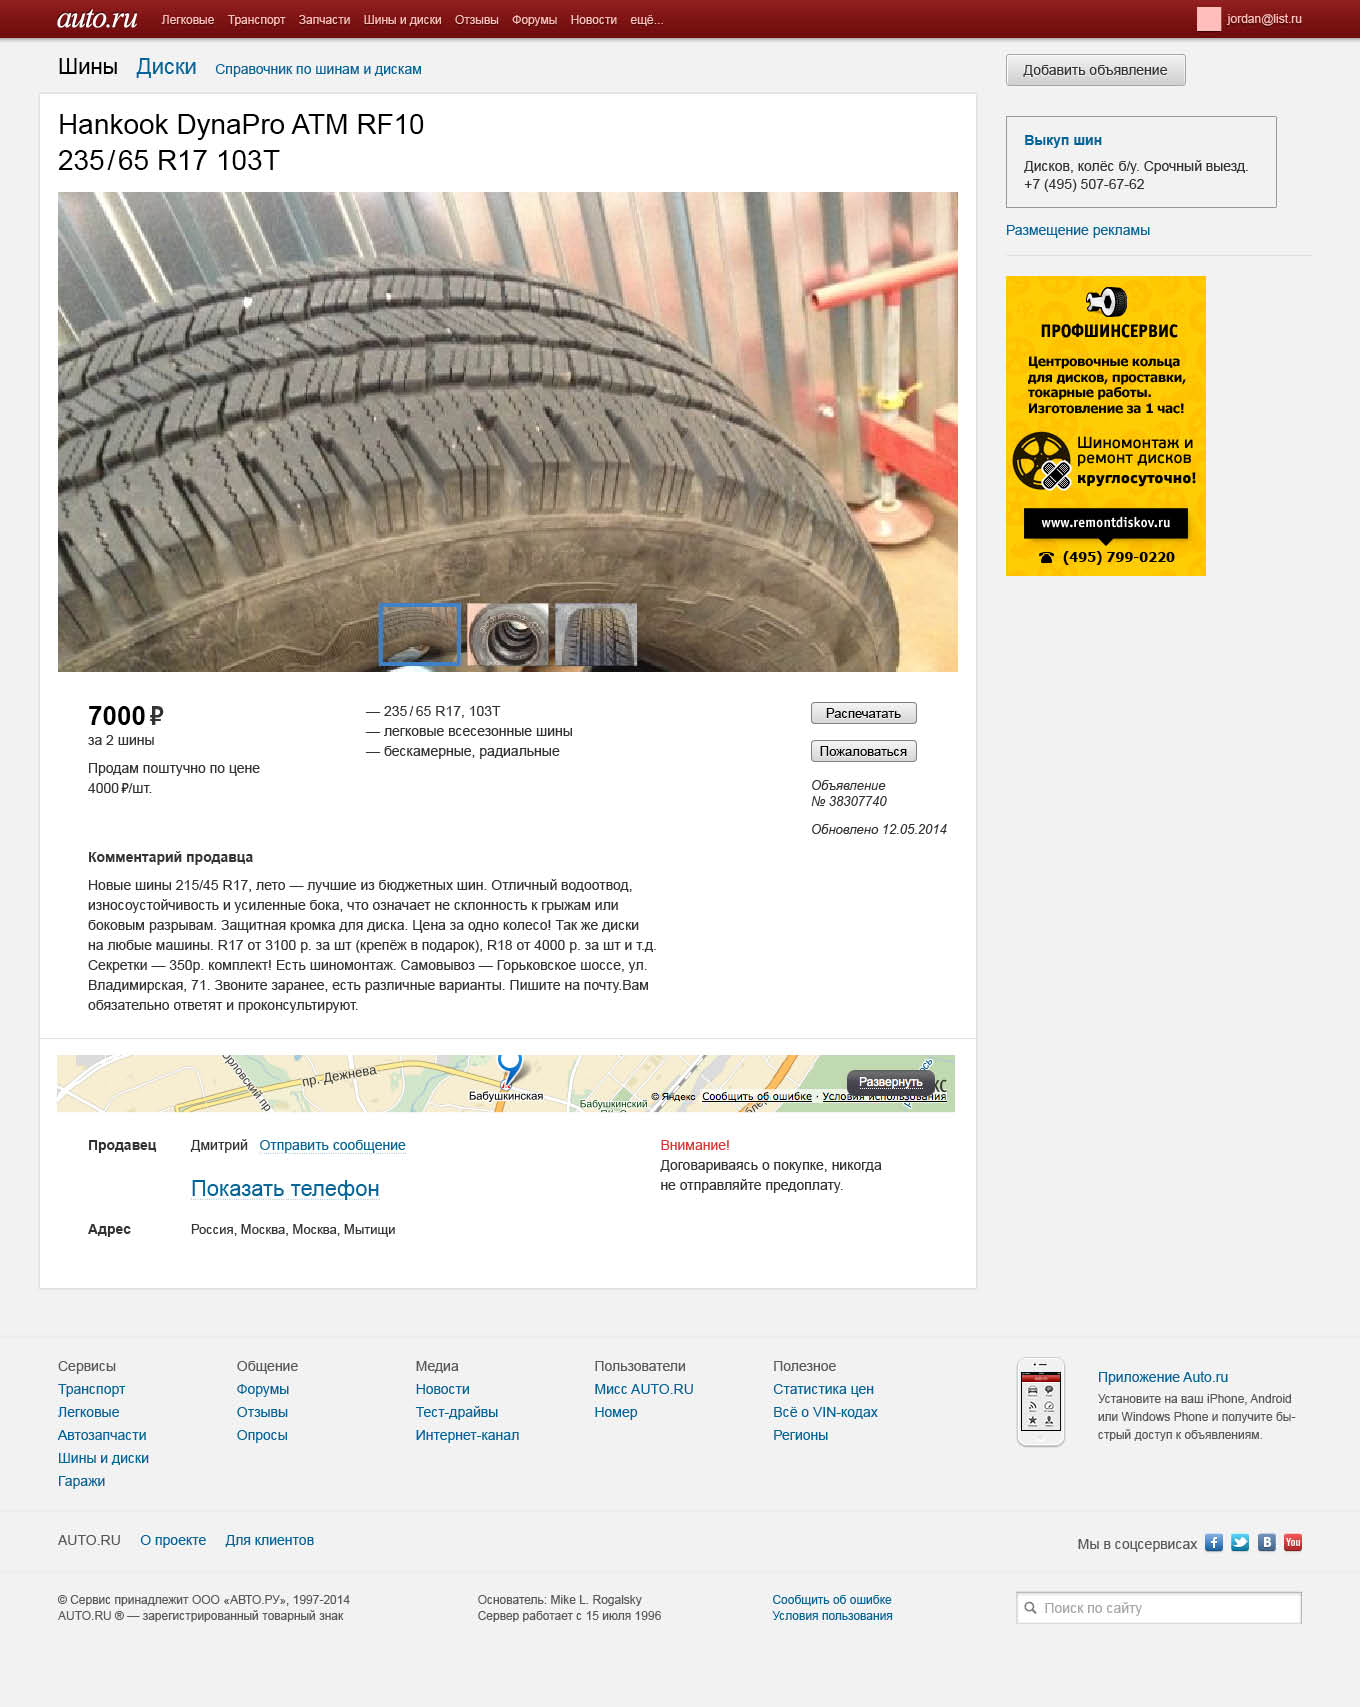 auto.ru Легковые Транспорт Запчасти Шины и диски Отзывы Форумы Новости ещё... jordan@list.ru
Шины Диски Справочник по шинам и дискам
Добавить объявление
Hankook DynaPro ATM RF10
235/65 R17 103T
Выкуп шин
Дисков, колёс б/у. Срочный выезд.
+7 (495) 507-67-62
Размещение рекламы
ПРОФШИНСЕРВИС
Центровочные кольца
для дисков, проставки,
токарные работы.
Изготовление за 1 час!
Шиномонтаж и
ремонт дисков
круглосуточно!
www.remontdiskov.ru
(495) 799-0220
7000 ₽
за 2 шины
Продам поштучно по цене
4000 ₽/шт.
— 235/65 R17, 103T
— легковые всесезонные шины
— бескамерные, радиальные
Распечатать
Пожаловаться
Объявление
№ 38307740
Обновлено 12.05.2014
Комментарий продавца
Новые шины 215/45 R17, лето — лучшие из бюджетных шин. Отличный водоотвод,
износоустойчивость и усиленные бока, что означает не склонность к грыжам или
боковым разрывам. Защитная кромка для диска. Цена за одно колесо! Так же диски
на любые машины. R17 от 3100 р. за шт (крепёж в подарок), R18 от 4000 р. за шт и т.д.
Секретки — 350р. комплект! Есть шиномонтаж. Самовывоз — Горьковское шоссе, ул.
Владимирская, 71. Звоните заранее, есть различные варианты. Пишите на почту.Вам
обязательно ответят и проконсультируют.
пр. Дежнева
Бабушкинская
Бабушкинский
Развернуть
© Яндекс Сообщить об ошибке · Условия использования
Продавец Дмитрий Отправить сообщение
Показать телефон
Адрес Россия, Москва, Москва, Мытищи
Внимание!
Договариваясь о покупке, никогда
не отправляйте предоплату.
Сервисы
Транспорт
Легковые
Автозапчасти
Шины и диски
Гаражи
Общение
Форумы
Отзывы
Опросы
Медиа
Новости
Тест-драйвы
Интернет-канал
Пользователи
Мисс AUTO.RU
Номер
Полезное
Статистика цен
Всё о VIN-кодах
Регионы
Приложение Auto.ru
Установите на ваш iPhone, Android
или Windows Phone и получите бы-
стрый доступ к объявлениям.
AUTO.RU О проекте Для клиентов
Мы в соцсервисах
© Сервис принадлежит ООО «АВТО.РУ», 1997-2014
AUTO.RU ® — зарегистрированный товарный знак
Основатель: Mike L. Rogalsky
Сервер работает с 15 июля 1996
Сообщить об ошибке
Условия пользования
Поиск по сайту